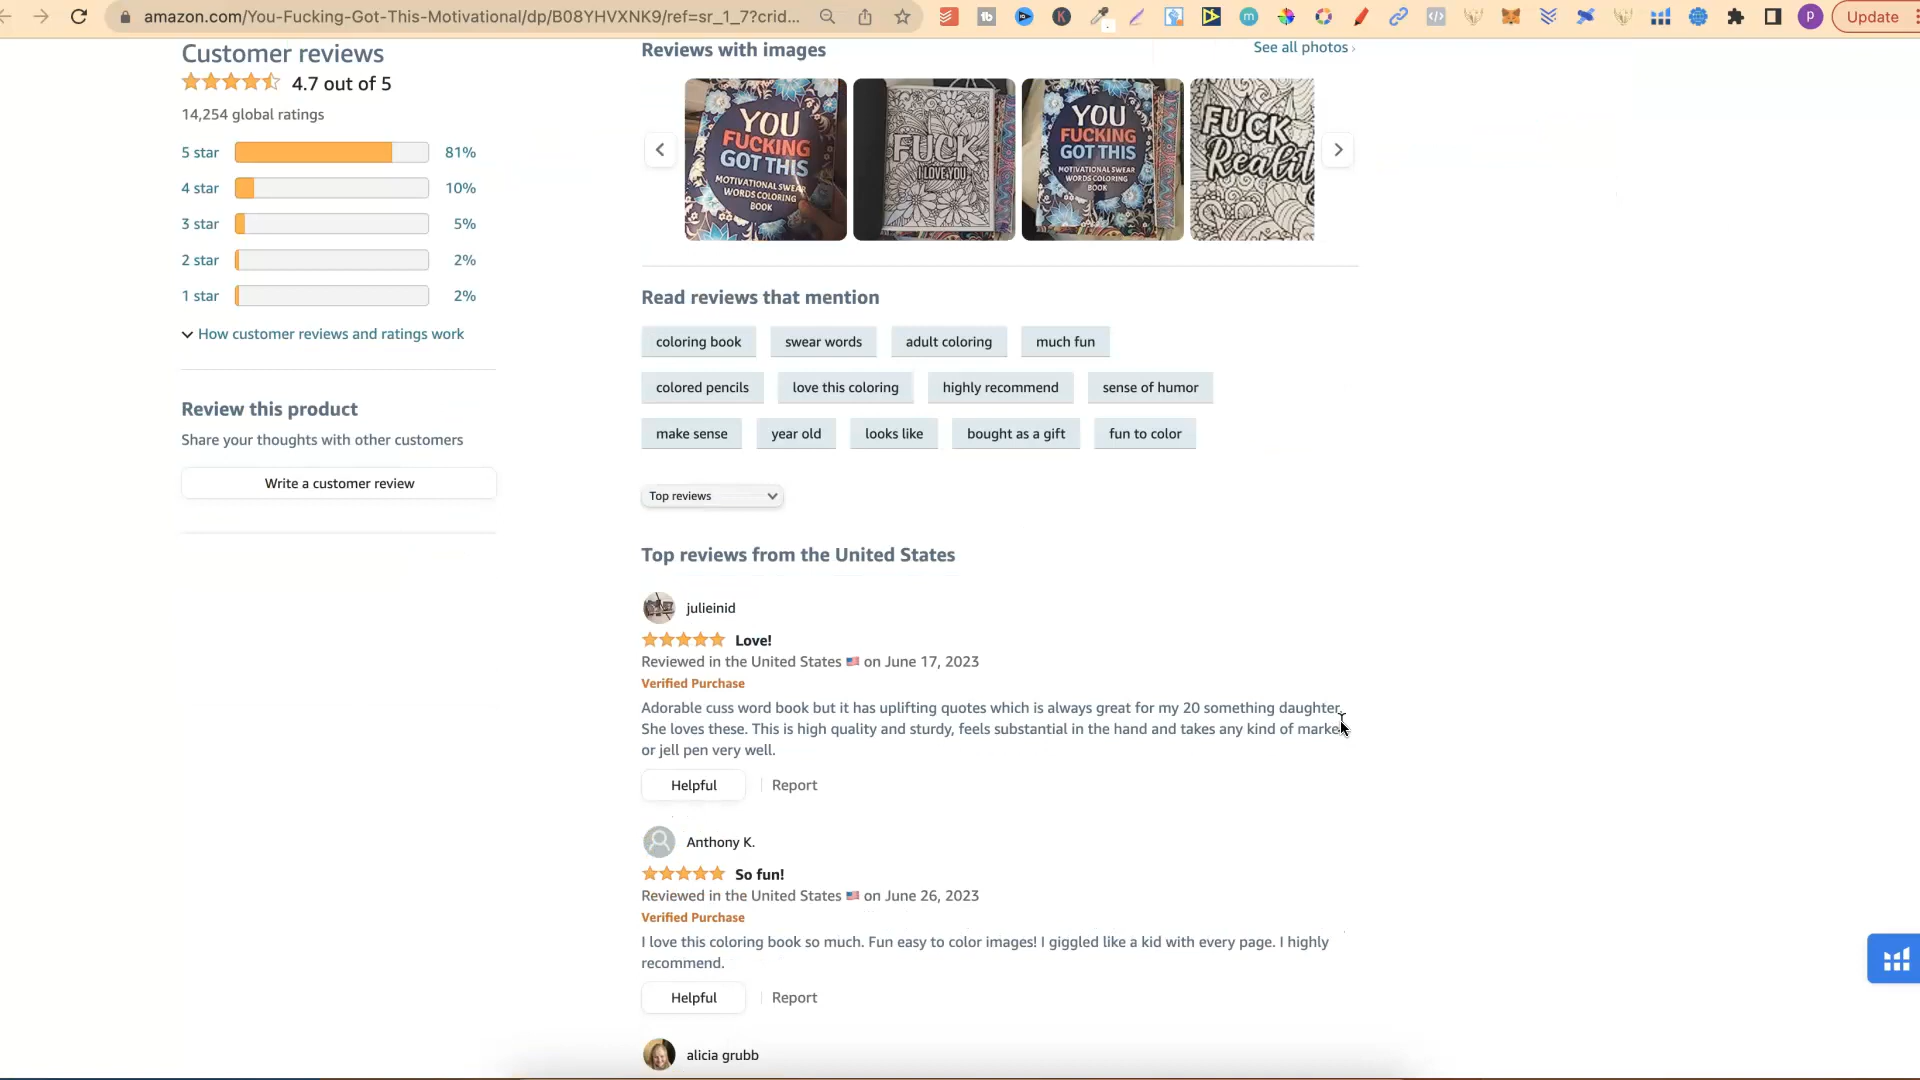 amazon.com/You-Fucking-Got-This-Motivational/dp/B08YHVXNK9/ref=sr_1_7?crid...
P
Update
Customer reviews
4.7 out of 5
14,254 global ratings
5 star 81%
4 star 10%
3 star 5%
2 star 2%
1 star 2%
How customer reviews and ratings work
Review this product
Share your thoughts with other customers
Write a customer review
Reviews with images
See all photos
YOU
FUCKING
GOT THIS
MOTIVATIONAL SWEAR
WORDS COLORING
BOOK
FUCK
I LOVE YOU
YOU
FUCKING
GOT THIS
MOTIVATIONAL SWEAR
WORDS COLORING
BOOK
FUCK
Realit
Read reviews that mention
coloring book swear words adult coloring much fun
colored pencils love this coloring highly recommend sense of humor
make sense year old looks like bought as a gift fun to color
Top reviews
Top reviews from the United States
julieinid
Love!
Reviewed in the United States on June 17, 2023
Verified Purchase
Adorable cuss word book but it has uplifting quotes which is always great for my 20 something daughter.
She loves these. This is high quality and sturdy, feels substantial in the hand and takes any kind of marke
or jell pen very well.
Helpful Report
Anthony K.
So fun!
Reviewed in the United States on June 26, 2023
Verified Purchase
I love this coloring book so much. Fun easy to color images! I giggled like a kid with every page. I highly
recommend.
Helpful Report
alicia grubb